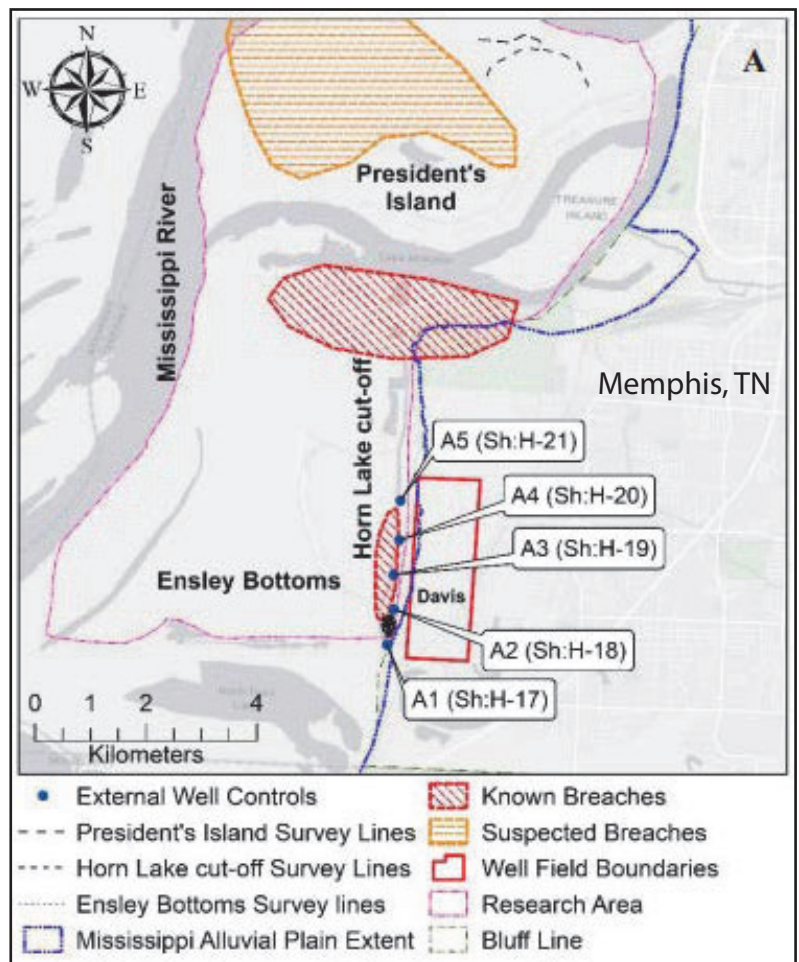 N
W E
S
A
President's
Island
TREASURE
ISLAND
Mississippi River
Horn Lake cut-off
Memphis, TN
A5 (Sh:H-21)
A4 (Sh:H-20)
A3 (Sh:H-19)
Ensley Bottoms
Davis
A2 (Sh:H-18)
A1 (Sh:H-17)
0 1 2 4
Kilometers
External Well Controls
President's Island Survey Lines
Horn Lake cut-off Survey Lines
Ensley Bottoms Survey lines
Mississippi Alluvial Plain Extent
Known Breaches
Suspected Breaches
Well Field Boundaries
Research Area
Bluff Line